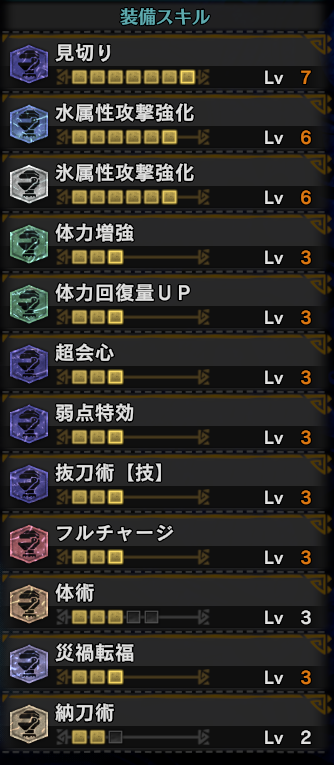 装備スキル
見切り
Lv 7
水属性攻撃強化
Lv 6
氷属性攻撃強化
Lv 6
体力増強
Lv 3
体力回復量UP
Lv 3
超会心
Lv 3
弱点特効
Lv 3
抜刀術【技】
Lv 3
フルチャージ
Lv 3
体術
Lv 3
災禍転福
Lv 3
納刀術
Lv 2